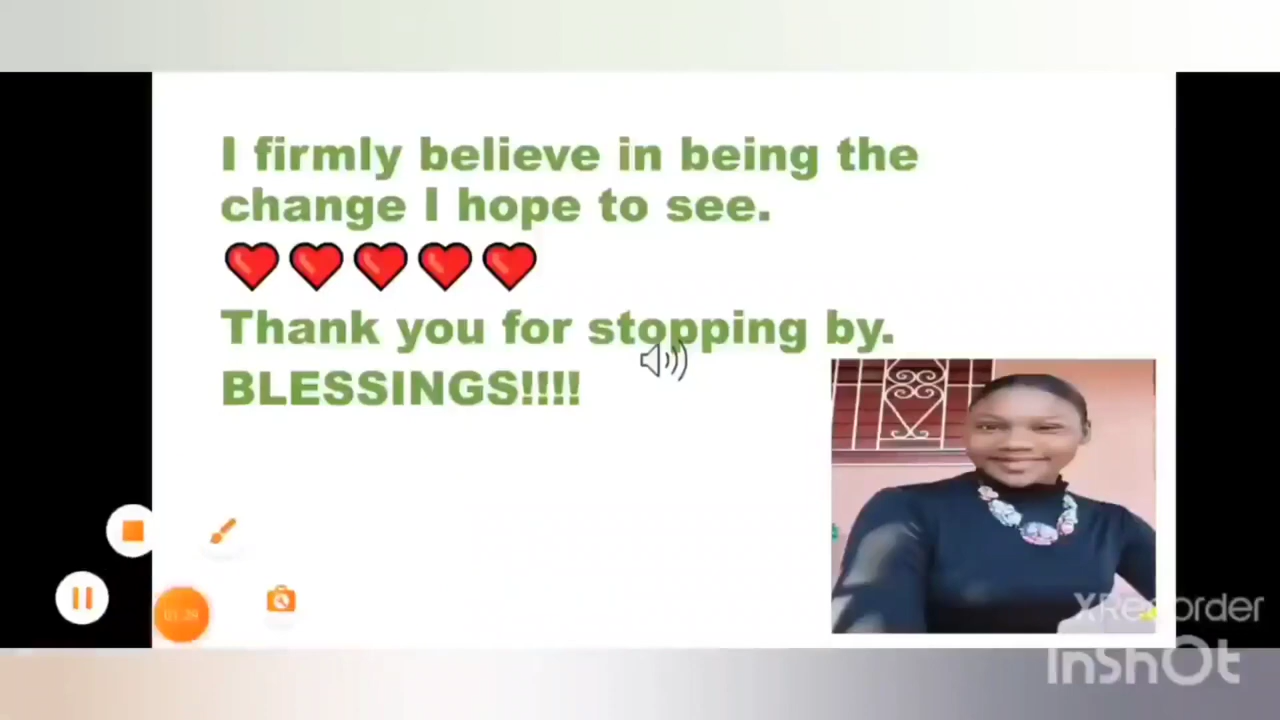 I firmly believe in being the
change I hope to see.
Thank you for stopping by.
BLESSINGS!!!!
XRecorder
InShOt